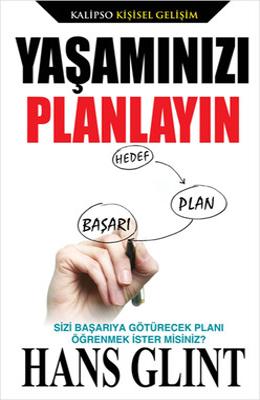 KALİPSO KİŞİSEL GELİŞİM
YAŞAMINIZI
PLANLAYIN
HEDEF
PLAN
BAŞARI
SİZİ BAŞARIYA GÖTÜRECEK PLANI
ÖĞRENMEK İSTER MİSİNİZ?
HANS GLINT